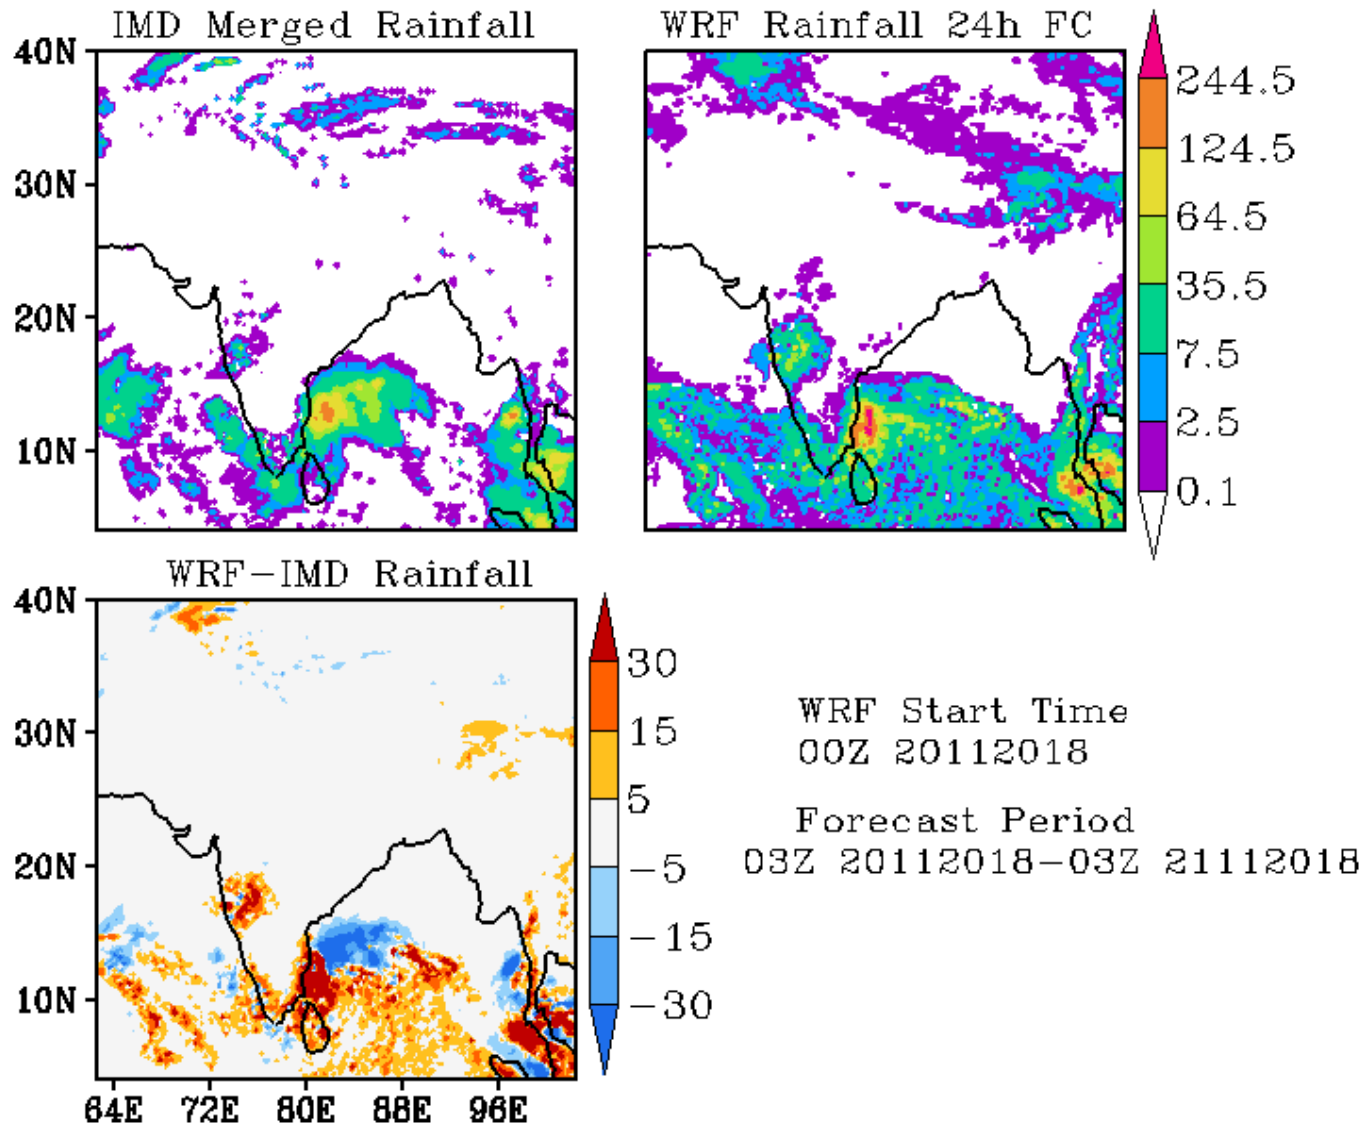 IMD Merged Rainfall
WRF Rainfall 24h FC
40N
30N
20N
10N
244.5
124.5
64.5
35.5
7.5
2.5
0.1
WRF-IMD Rainfall
40N
30N
20N
10N
64E 72E 80E 88E 96E
30
15
5
-5
-15
-30
WRF Start Time
00Z 20112018
Forecast Period
03Z 20112018-03Z 21112018